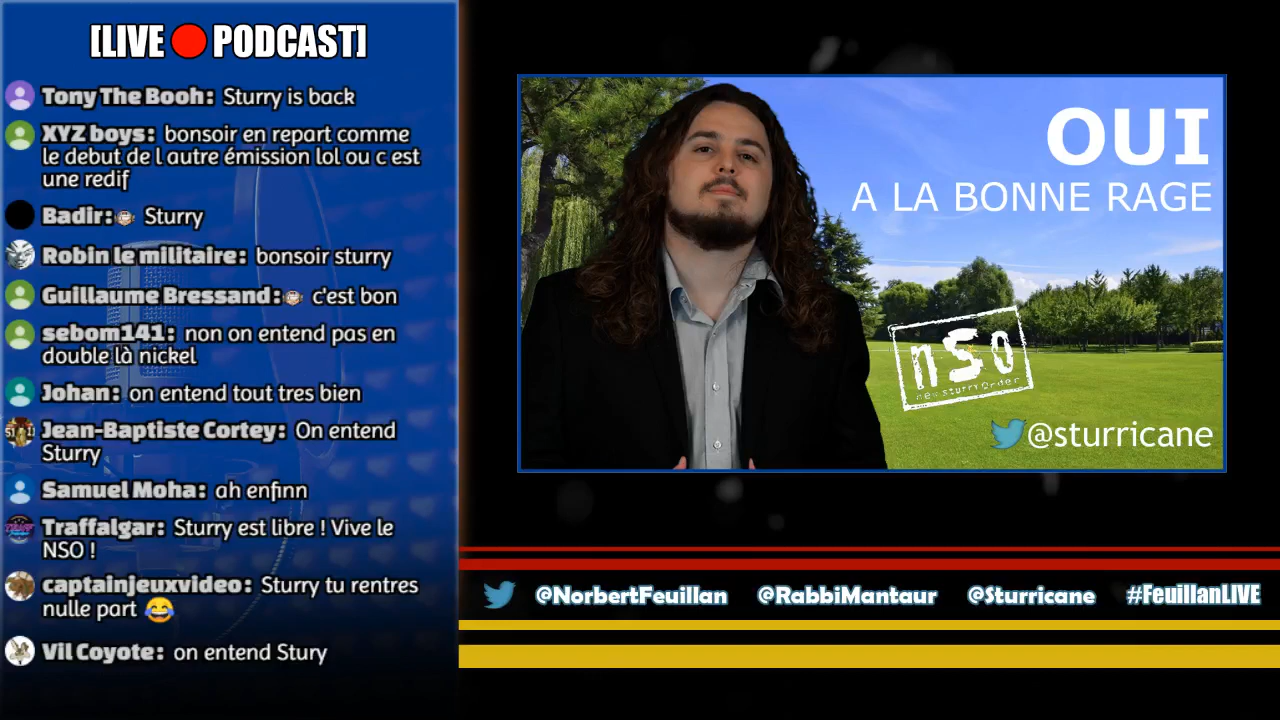 [LIVE 🔴 PODCAST]
Tony The Booh: Sturry is back
XYZ boys: bonsoir en repart comme
le debut de l autre émission lol ou c est
une redif
Badir: Sturry
Robin le militaire: bonsoir sturry
Guillaume Bressand: c'est bon
sebom141: non on entend pas en
double là nickel
Johan: on entend tout tres bien
Jean-Baptiste Cortey: On entend
Sturry
Samuel Moha: ah enfinn
Traffalgar: Sturry est libre ! Vive le
NSO !
captainjeuxvideo: Sturry tu rentres
nulle part 😂
Vil Coyote: on entend Stury
OUI
A LA BONNE RAGE
nSo
new sturry Order
@sturricane
@NorbertFeuillan @RabbiMantaur @Sturricane #FeuillanLIVE